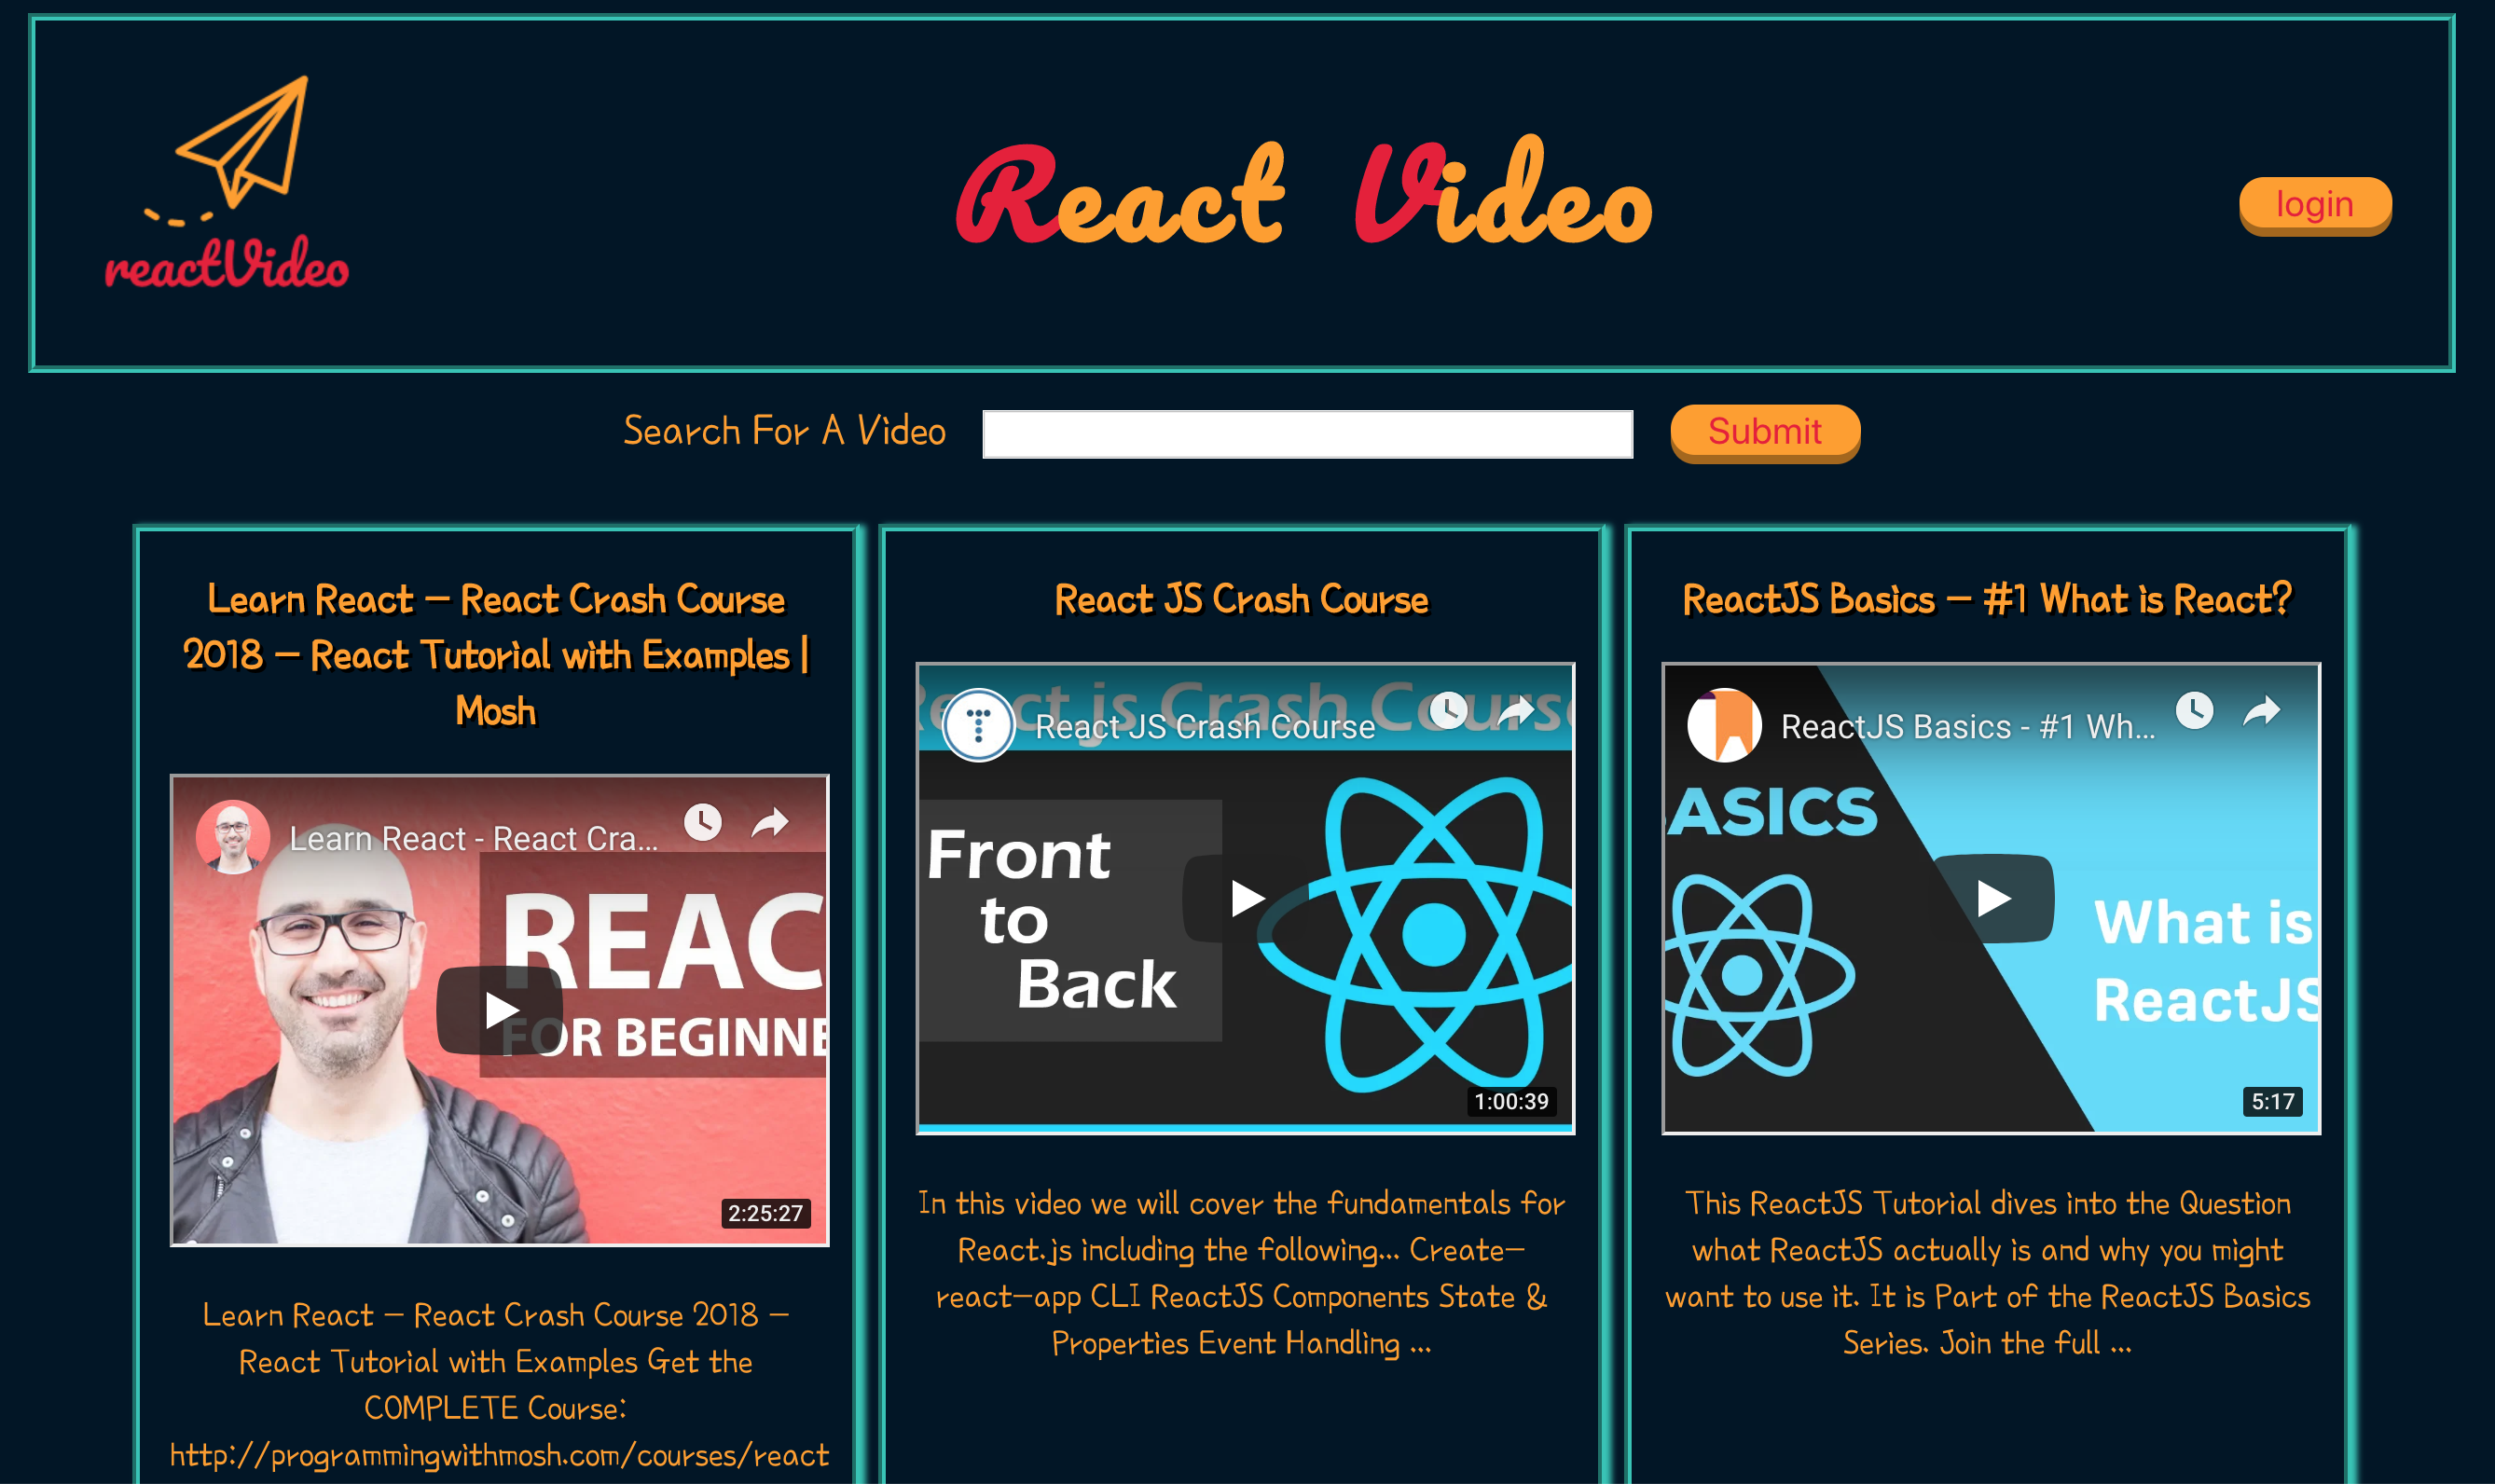 reactVideo
React Video
login
Search For A Video
Submit
Learn React – React Crash Course
2018 – React Tutorial with Examples |
Mosh
Learn React - React Cra...
REAC
FOR BEGINNE
2:25:27
Learn React – React Crash Course 2018 –
React Tutorial with Examples Get the
COMPLETE Course:
http://programmingwithmosh.com/courses/react
React JS Crash Course
React.js Crash Course
React JS Crash Course
Front
to
Back
1:00:39
In this video we will cover the fundamentals for
React.js including the following... Create-
react-app CLI ReactJS Components State &
Properties Event Handling ...
ReactJS Basics – #1 What is React?
ReactJS Basics - #1 Wh...
ASICS
What is
ReactJS
5:17
This ReactJS Tutorial dives into the Question
what ReactJS actually is and why you might
want to use it. It is Part of the ReactJS Basics
Series. Join the full ...